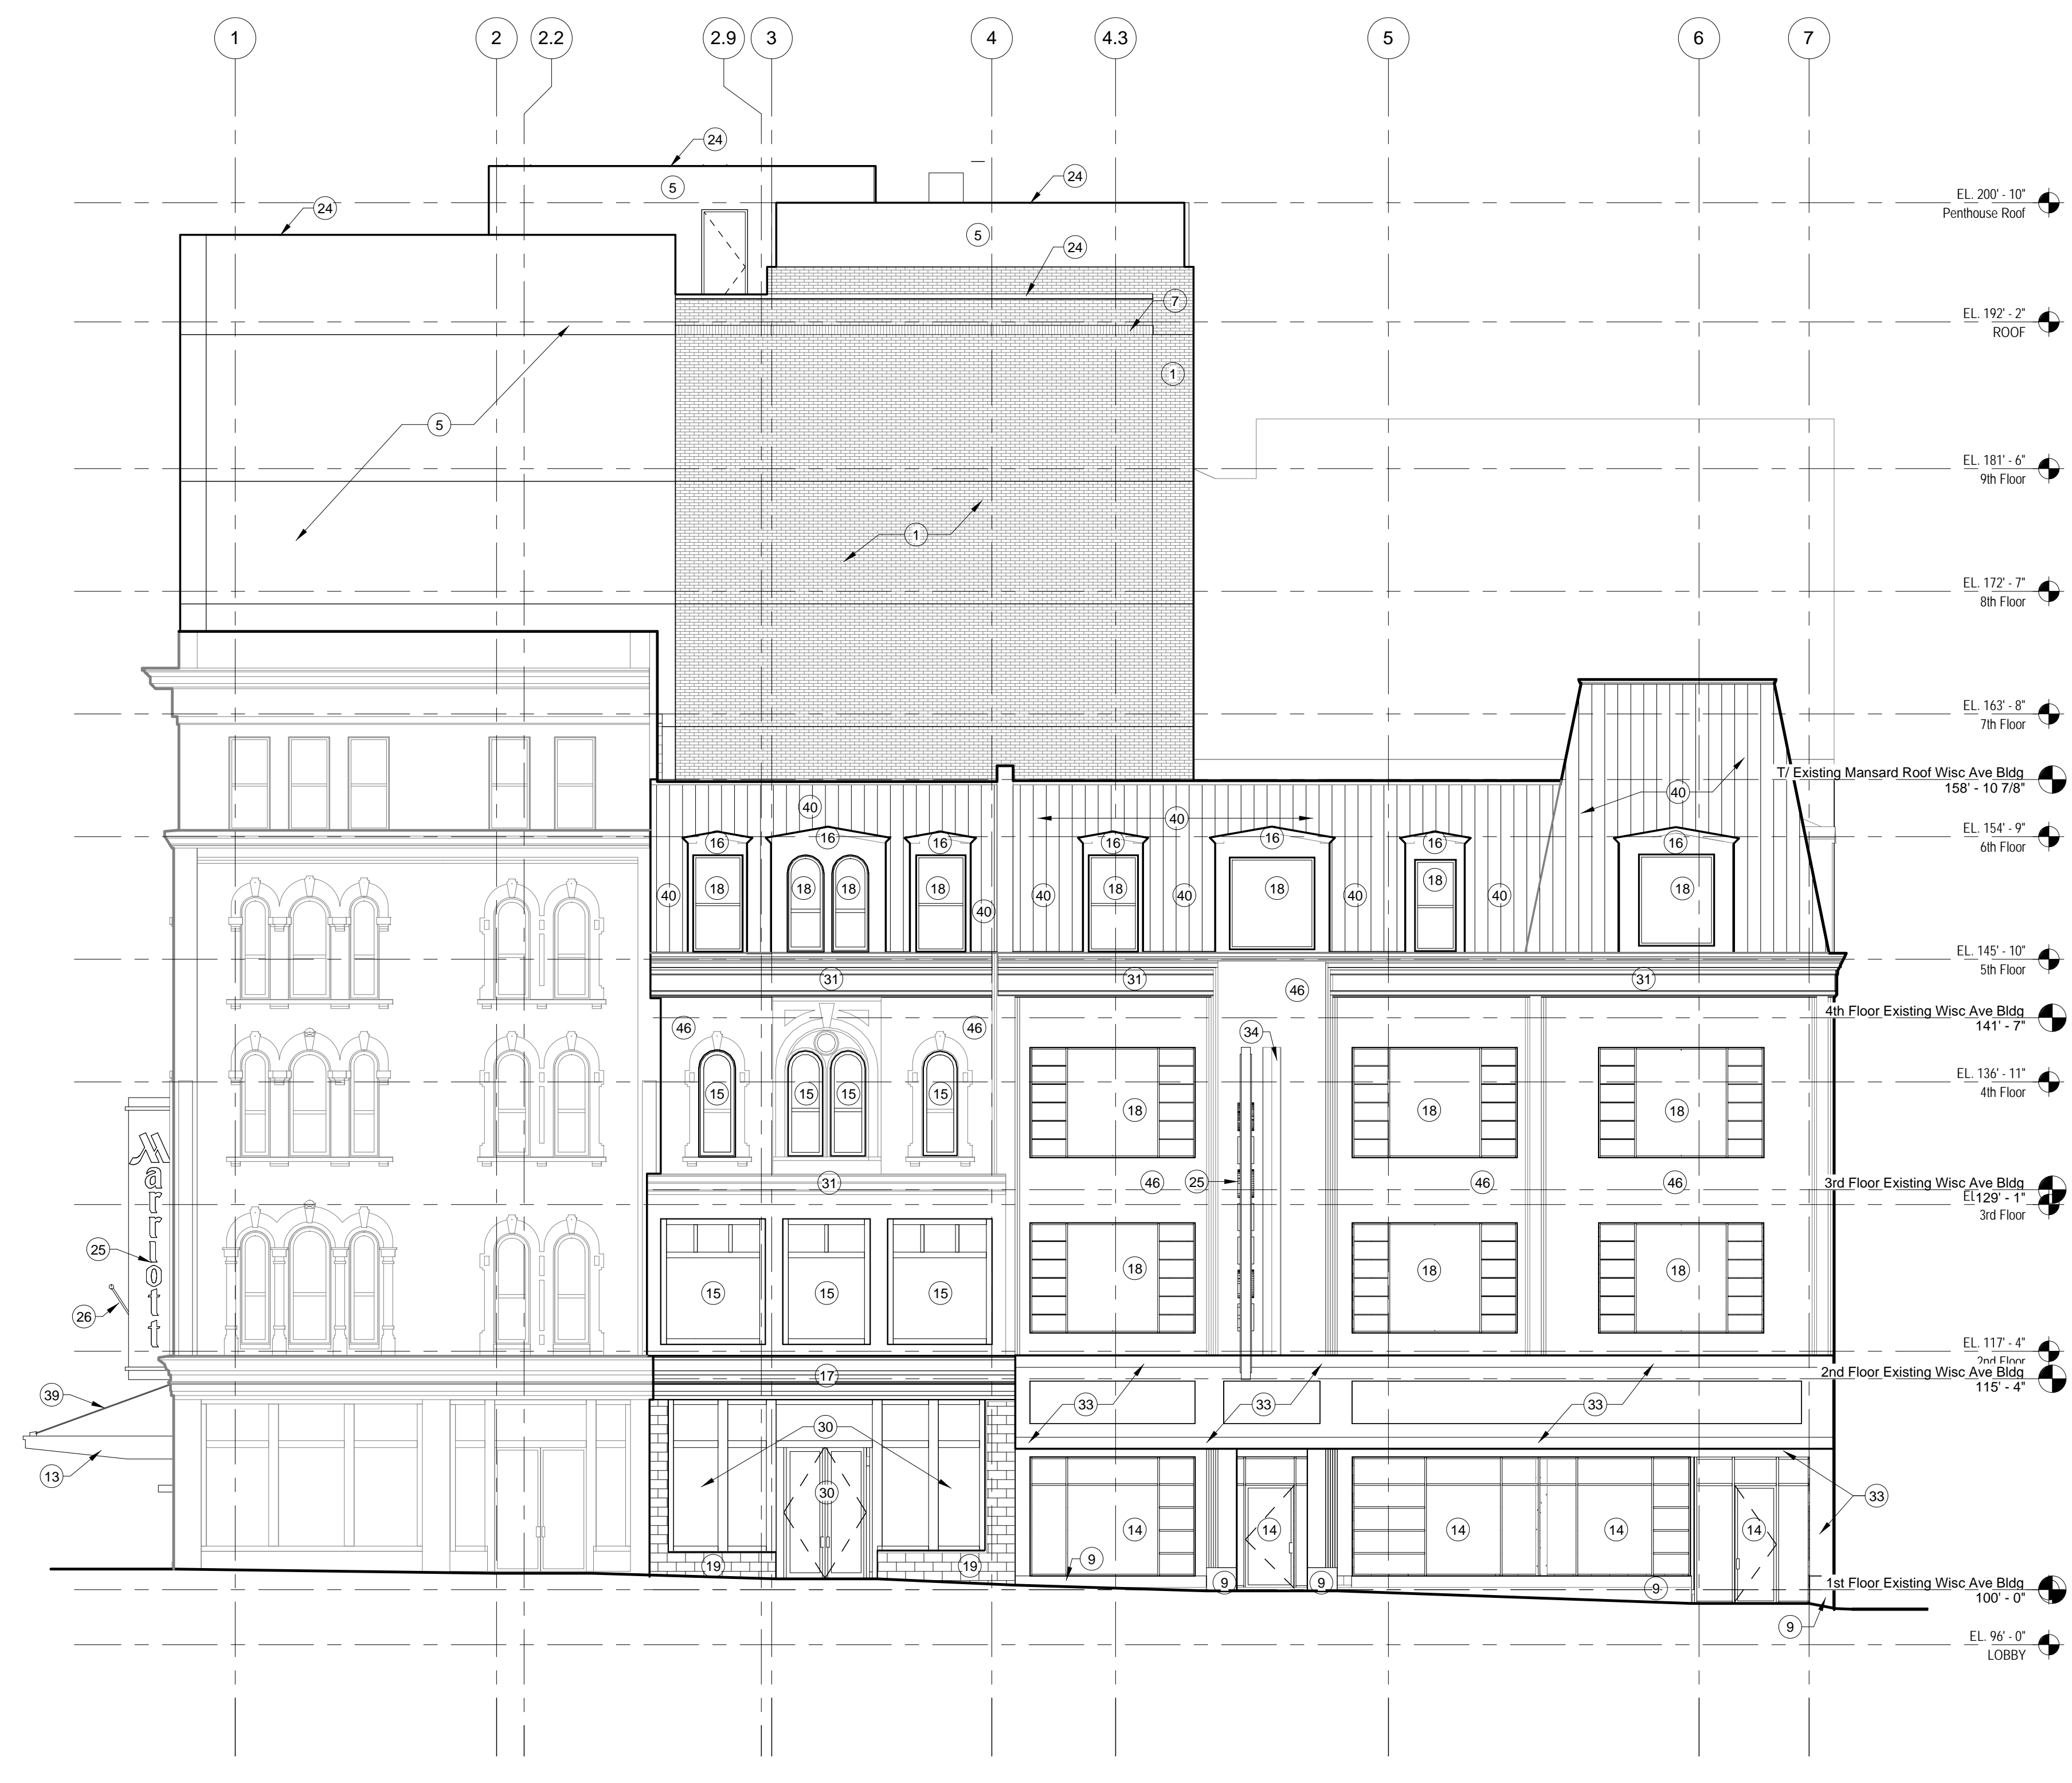 1 2 2.2 2.9 3 4 4.3 5 6 7
24
5
24
EL. 200' - 10"
Penthouse Roof
24
5
24
7
EL. 192' - 2"
ROOF
1
5
EL. 181' - 6"
9th Floor
1
EL. 172' - 7"
8th Floor
EL. 163' - 8"
7th Floor
T/ Existing Mansard Roof Wisc Ave Bldg
158' - 10 7/8"
40
40
40
EL. 154' - 9"
6th Floor
16 16 16 16 16 16 16
18 18 18 18 18 18 18 18
40 40 40 40 40 40
EL. 145' - 10"
5th Floor
31 31 31
46
4th Floor Existing Wisc Ave Bldg
141' - 7"
46 46 34
EL. 136' - 11"
4th Floor
15 15 15 15 18 18 18
Marriott
31 46 25 46 46
3rd Floor Existing Wisc Ave Bldg
EL129' - 1"
3rd Floor
25
18 18 18
15 15 15
26
EL. 117' - 4"
2nd Floor
2nd Floor Existing Wisc Ave Bldg
115' - 4"
17
39
33 33 33
30
13
30
33
14 14 14 14 14
19 19 9
9 9 9
1st Floor Existing Wisc Ave Bldg
100' - 0"
9
EL. 96' - 0"
LOBBY